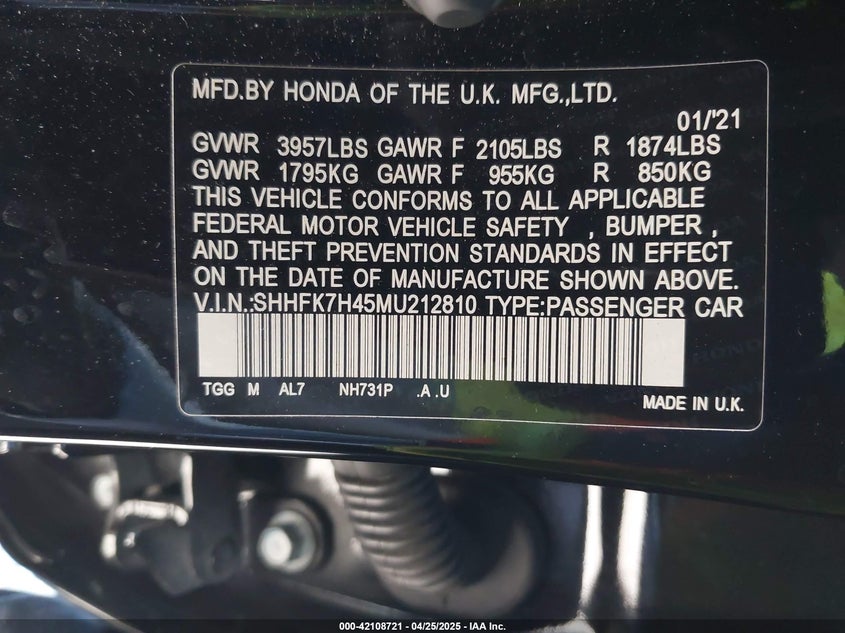 MFD.BY HONDA OF THE U.K. MFG.,LTD.
01/'21
GVWR 3957LBS GAWR F 2105LBS R 1874LBS
GVWR 1795KG GAWR F 955KG R 850KG
THIS VEHICLE CONFORMS TO ALL APPLICABLE
FEDERAL MOTOR VEHICLE SAFETY , BUMPER ,
AND THEFT PREVENTION STANDARDS IN EFFECT
ON THE DATE OF MANUFACTURE SHOWN ABOVE.
V.I.N.:SHHFK7H45MU212810 TYPE:PASSENGER CAR
TGG M AL7 NH731P .A .U
MADE IN U.K.
000-42108721 / 04/25/2025 - IAA Inc.